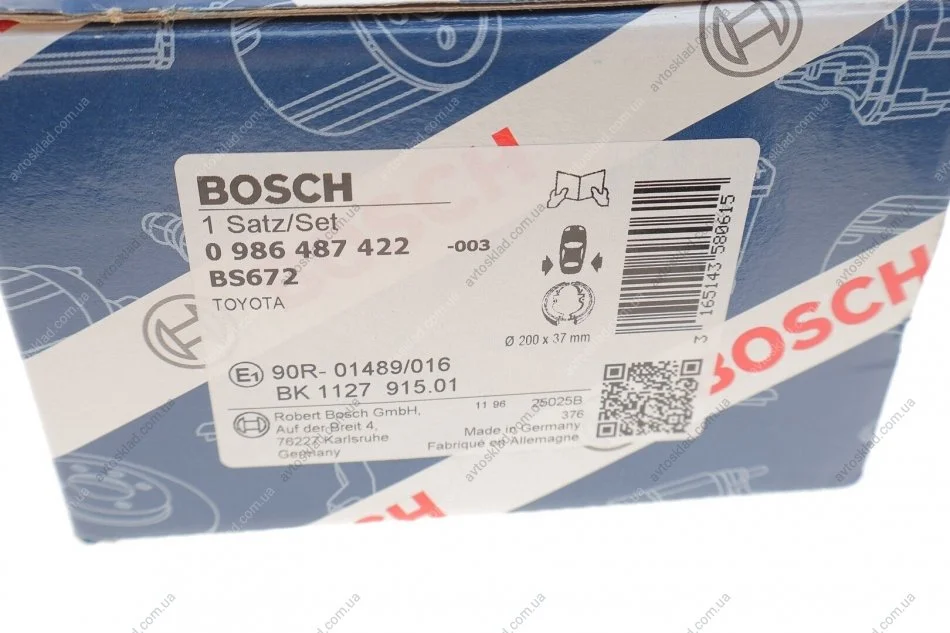 BOSCH
BOSCH
BOSCH
1 Satz/Set
0 986 487 422 -003
BS672
TOYOTA
Ø 200 x 37 mm
3 165143 580615
E1 90R- 01489/016
BK 1127 915.01
Robert Bosch GmbH,
Auf der Breit 4,
76227 Karlsruhe
Germany
11 96 25025B
376
Made in Germany
Fabriqué en Allemagne
BOSCH
BOSCH
avtosklad.com.ua